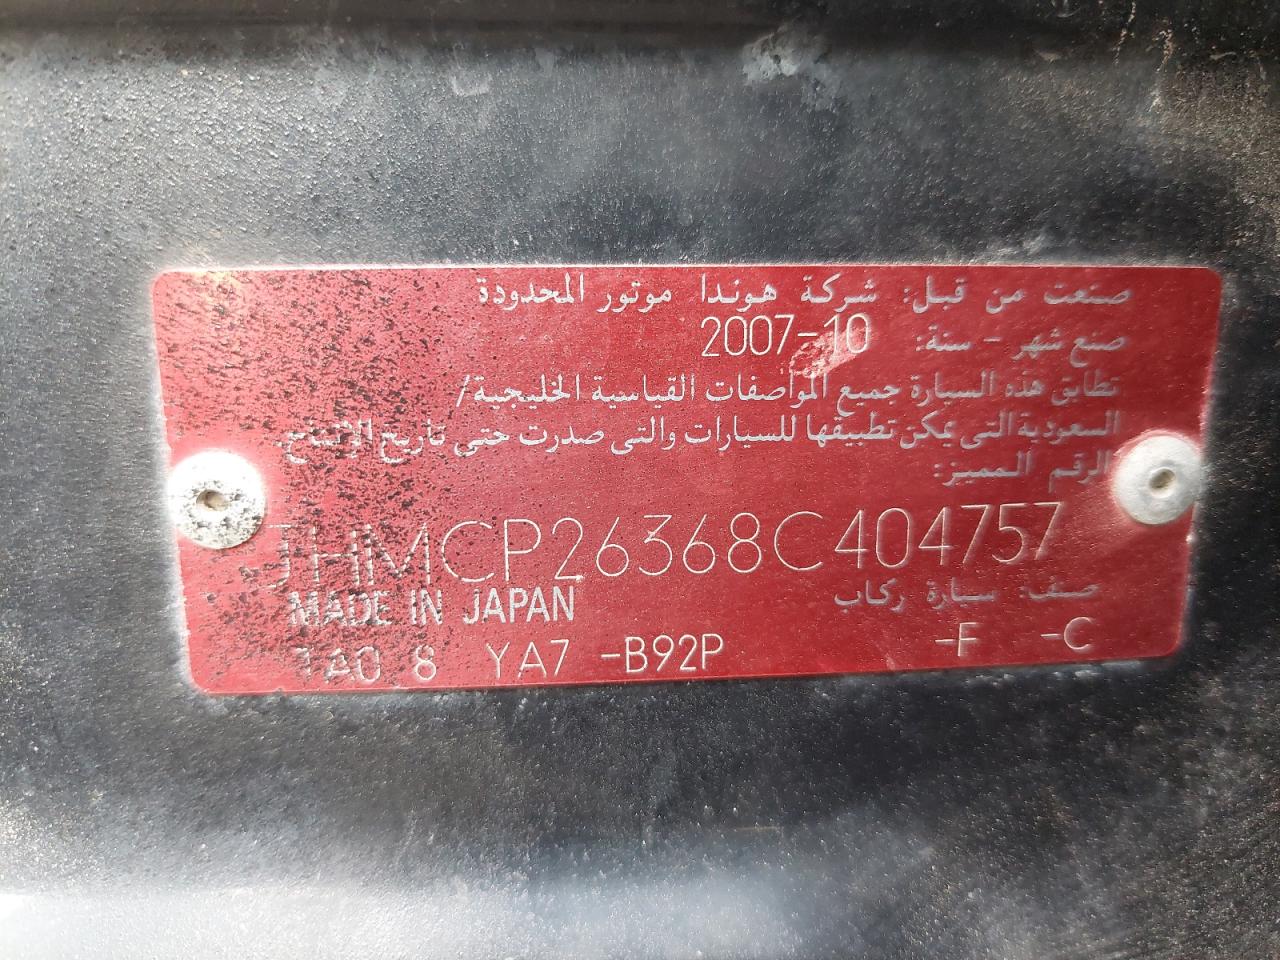 صنعت من قبل: شركة هوندا موتور المحدودة
صنع شهر - سنة: 2007-10
تطابق هذه السيارة جميع المواصفات القياسية الخليجية/
السعودية التي يمكن تطبيقها للسيارات والتي صدرت حتى تاريخ الإنتاج.
الرقم المميز:
JHMCP26368C404757
MADE IN JAPAN صنف: سيارة ركاب
1A0 8 YA7 -B92P -F -C